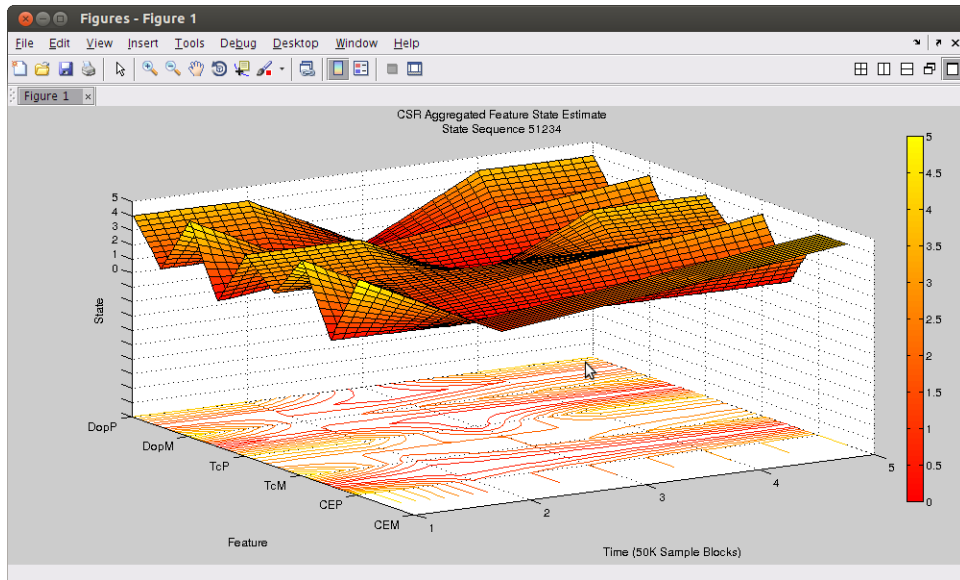 Figures - Figure 1
File Edit View Insert Tools Debug Desktop Window Help
Figure 1
CSR Aggregated Feature State Estimate
State Sequence 51234
5
4
3
2
1
0
State
DopP
DopM
TcP
TcM
CEP
CEM
Feature
1
2
3
4
5
Time (50K Sample Blocks)
5
4.5
4
3.5
3
2.5
2
1.5
1
0.5
0